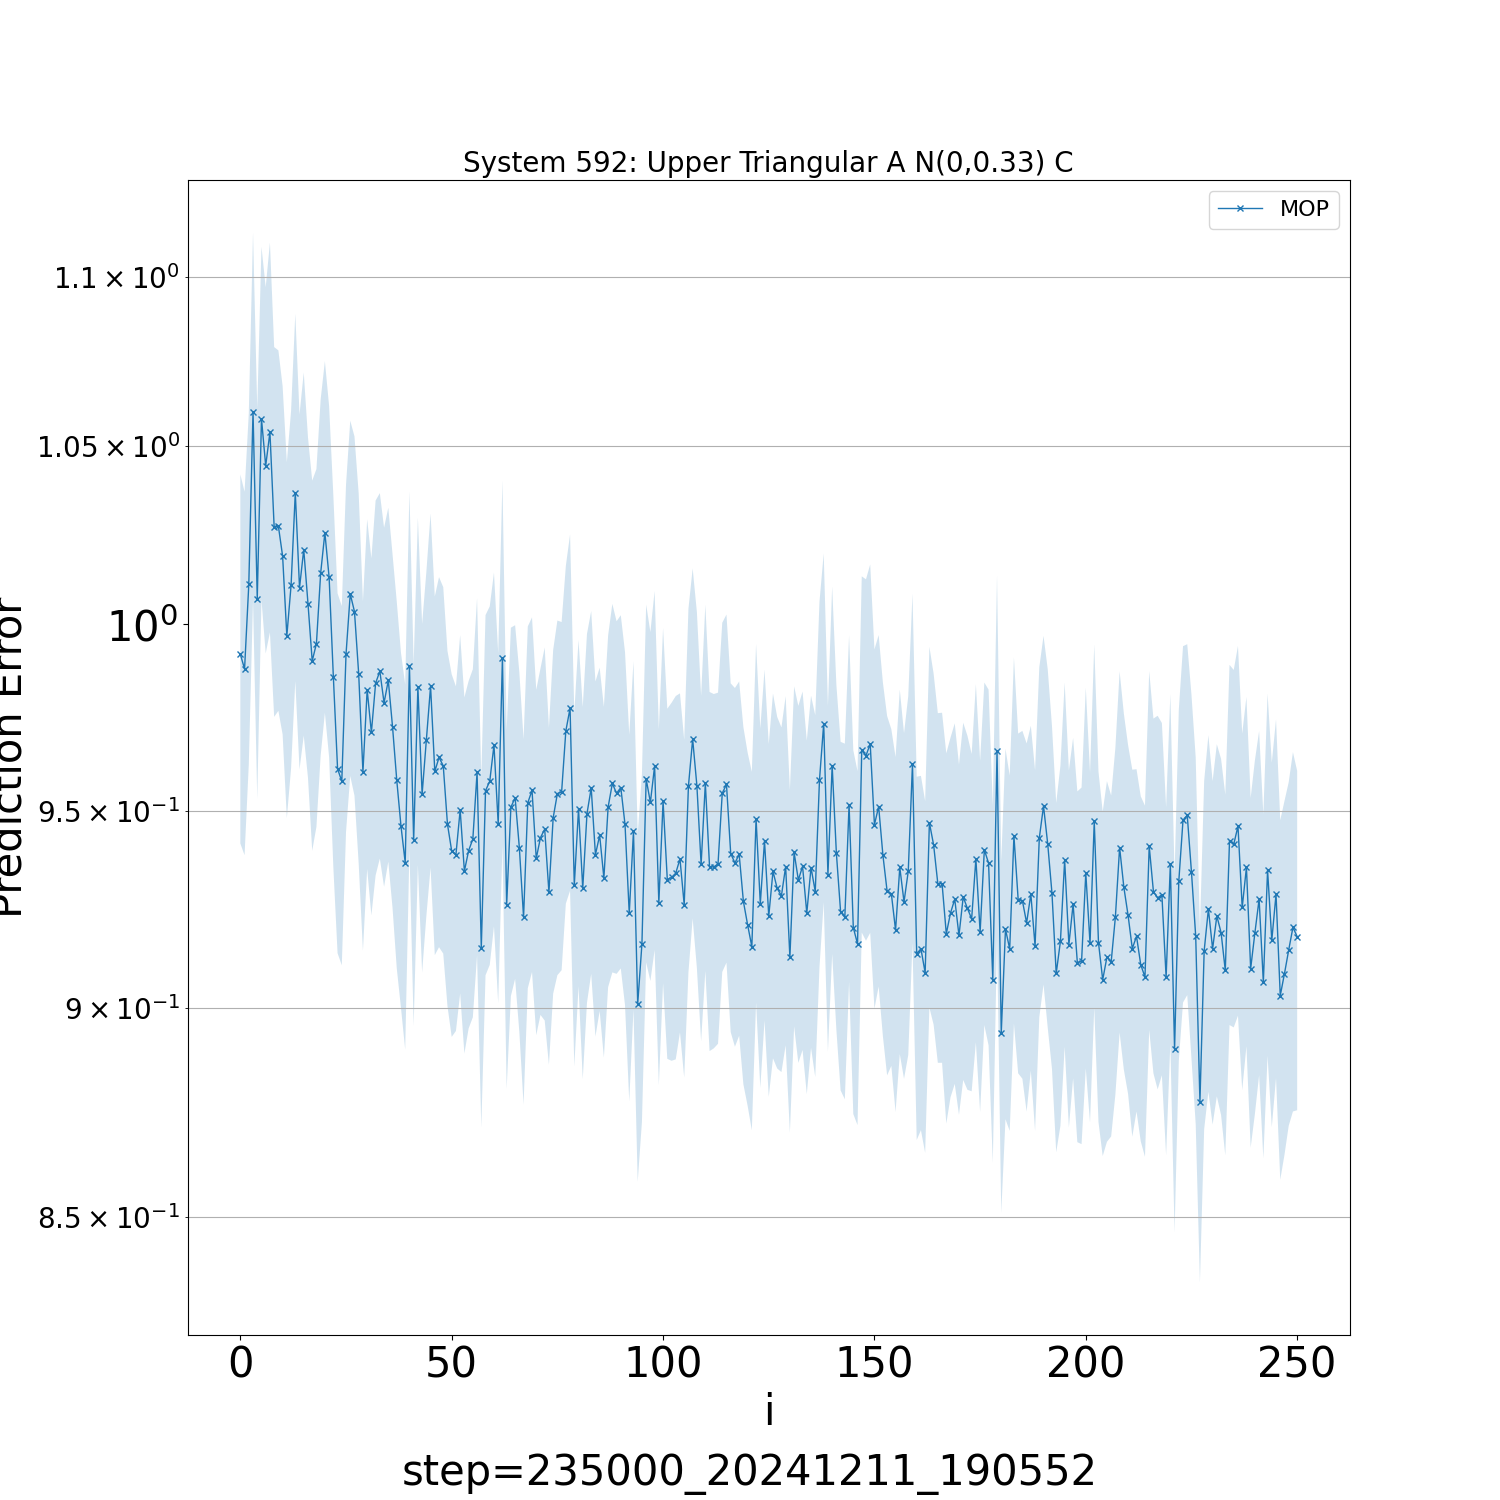 System 592: Upper Triangular A N(0,0.33) C
MOP
1.1 × 10⁰
1.05 × 10⁰
10⁰
9.5 × 10⁻¹
9 × 10⁻¹
8.5 × 10⁻¹
Prediction Error
0 50 100 150 200 250
i
step=235000_20241211_190552